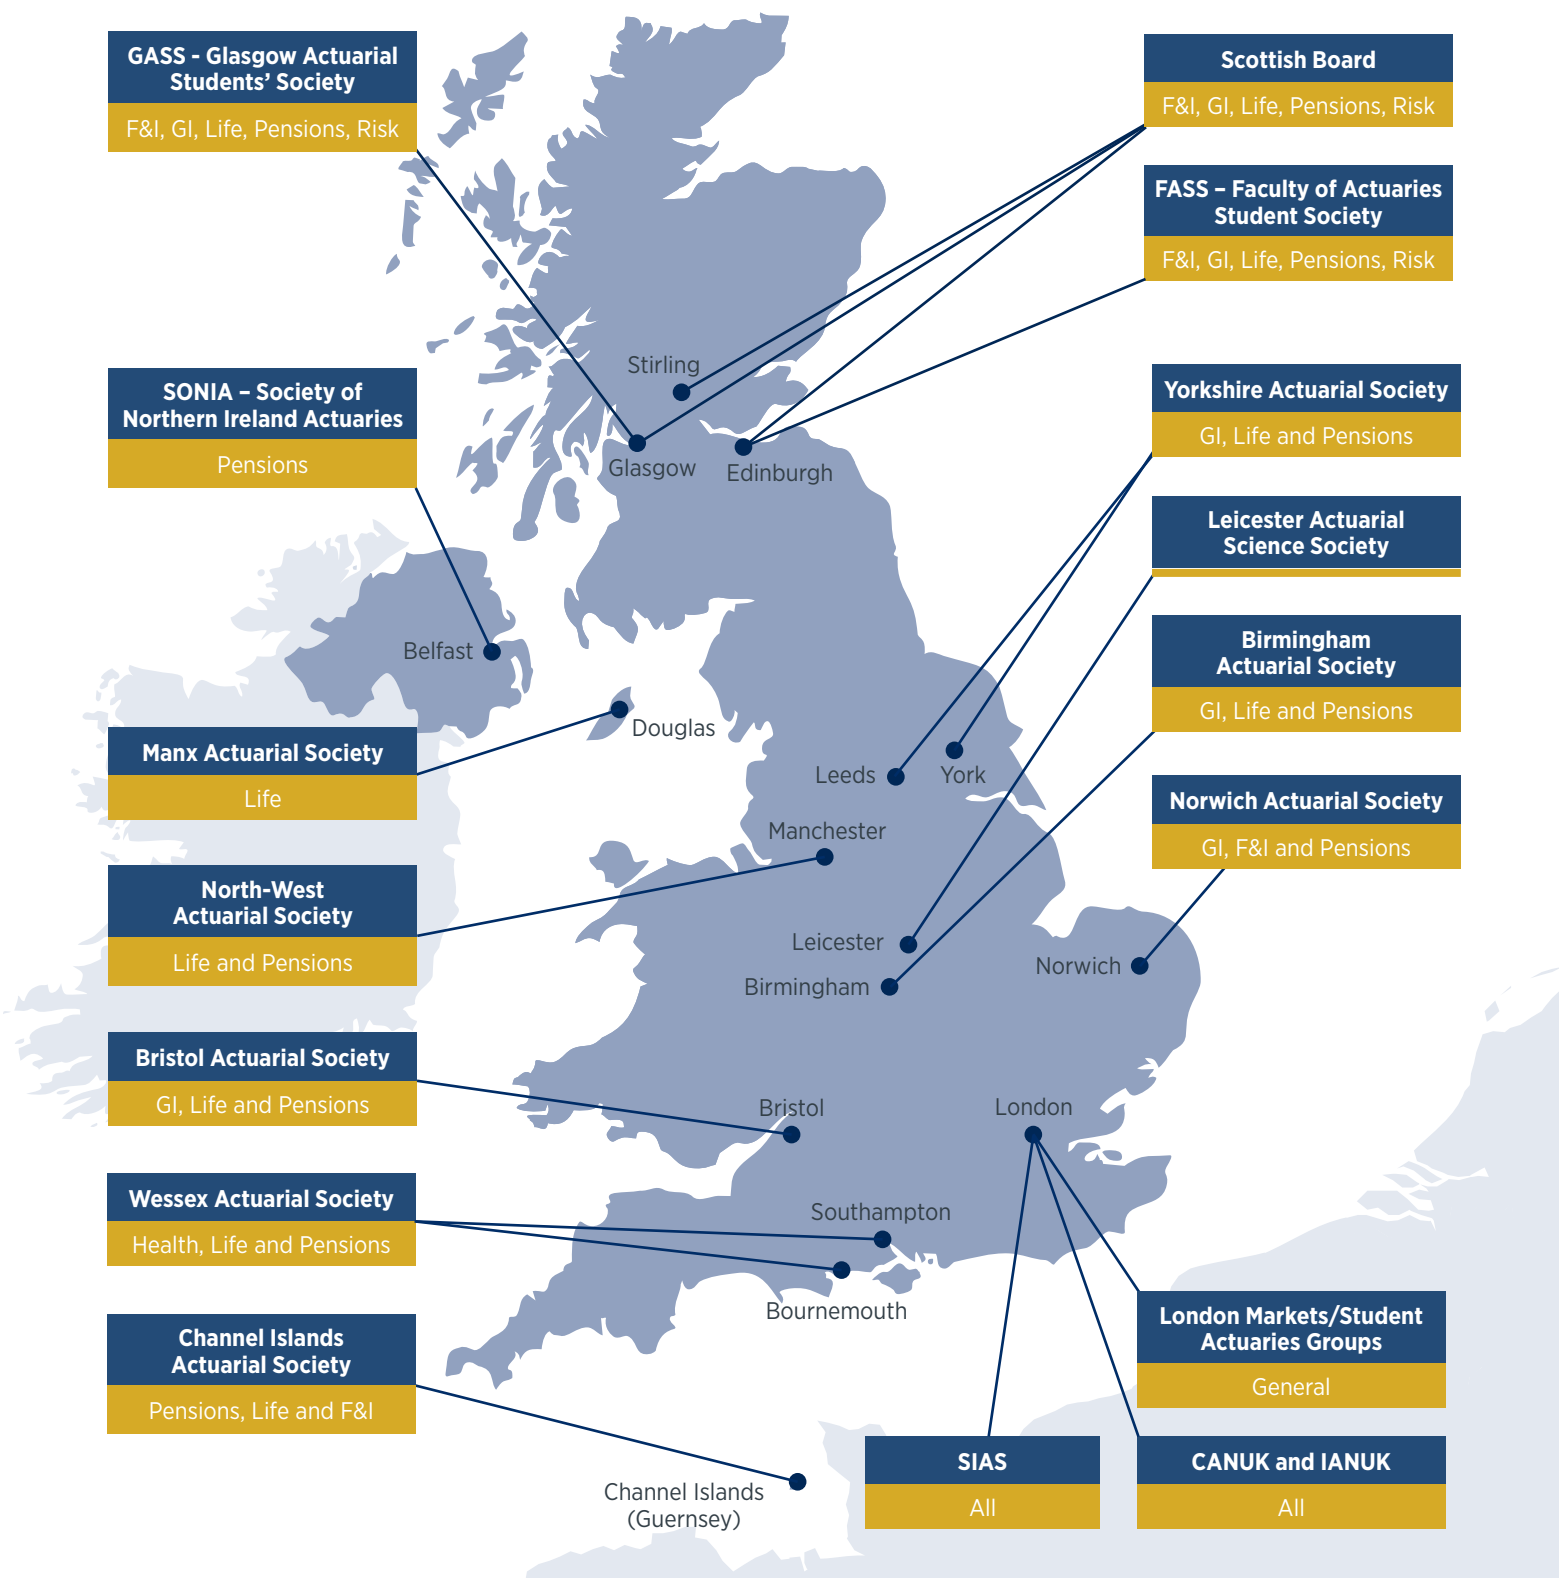 GASS - Glasgow Actuarial
Students’ Society
F&I, GI, Life, Pensions, Risk
Scottish Board
F&I, GI, Life, Pensions, Risk
FASS – Faculty of Actuaries
Student Society
F&I, GI, Life, Pensions, Risk
Stirling
Glasgow
Edinburgh
SONIA – Society of
Northern Ireland Actuaries
Pensions
Yorkshire Actuarial Society
GI, Life and Pensions
Leicester Actuarial
Science Society
Belfast
Birmingham
Actuarial Society
GI, Life and Pensions
Douglas
Manx Actuarial Society
Life
Leeds
York
Norwich Actuarial Society
GI, F&I and Pensions
Manchester
North-West
Actuarial Society
Life and Pensions
Leicester
Norwich
Birmingham
Bristol Actuarial Society
GI, Life and Pensions
Bristol
London
Wessex Actuarial Society
Health, Life and Pensions
Southampton
Bournemouth
Channel Islands
Actuarial Society
Pensions, Life and F&I
London Markets/Student
Actuaries Groups
General
Channel Islands
(Guernsey)
SIAS
All
CANUK and IANUK
All